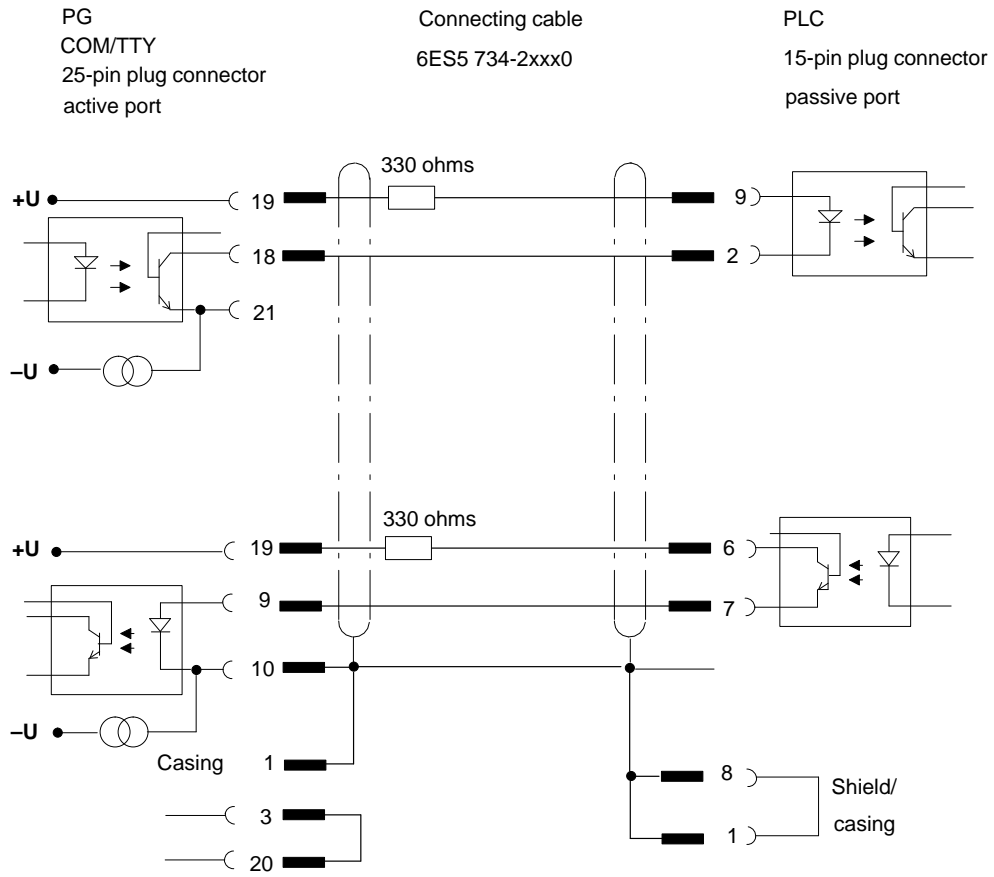 PG
COM/TTY
25-pin plug connector
active port
Connecting cable
6ES5 734-2xxx0
PLC
15-pin plug connector
passive port
330 ohms
+U
19
9
18
2
21
–U
330 ohms
+U
19
6
9
7
10
–U
Casing
1
8
Shield/
casing
3
1
20